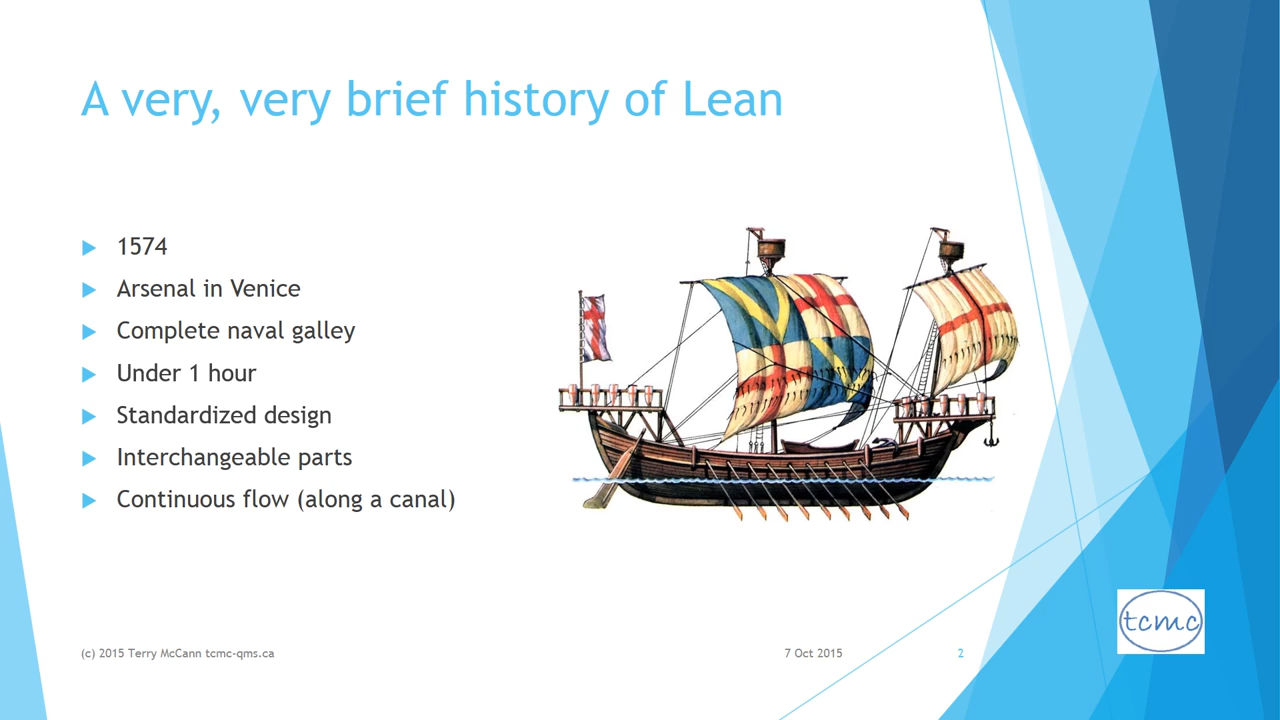 A very, very brief history of Lean
1574
Arsenal in Venice
Complete naval galley
Under 1 hour
Standardized design
Interchangeable parts
Continuous flow (along a canal)
(c) 2015 Terry McCann tcmc-qms.ca
7 Oct 2015
2
tcmc